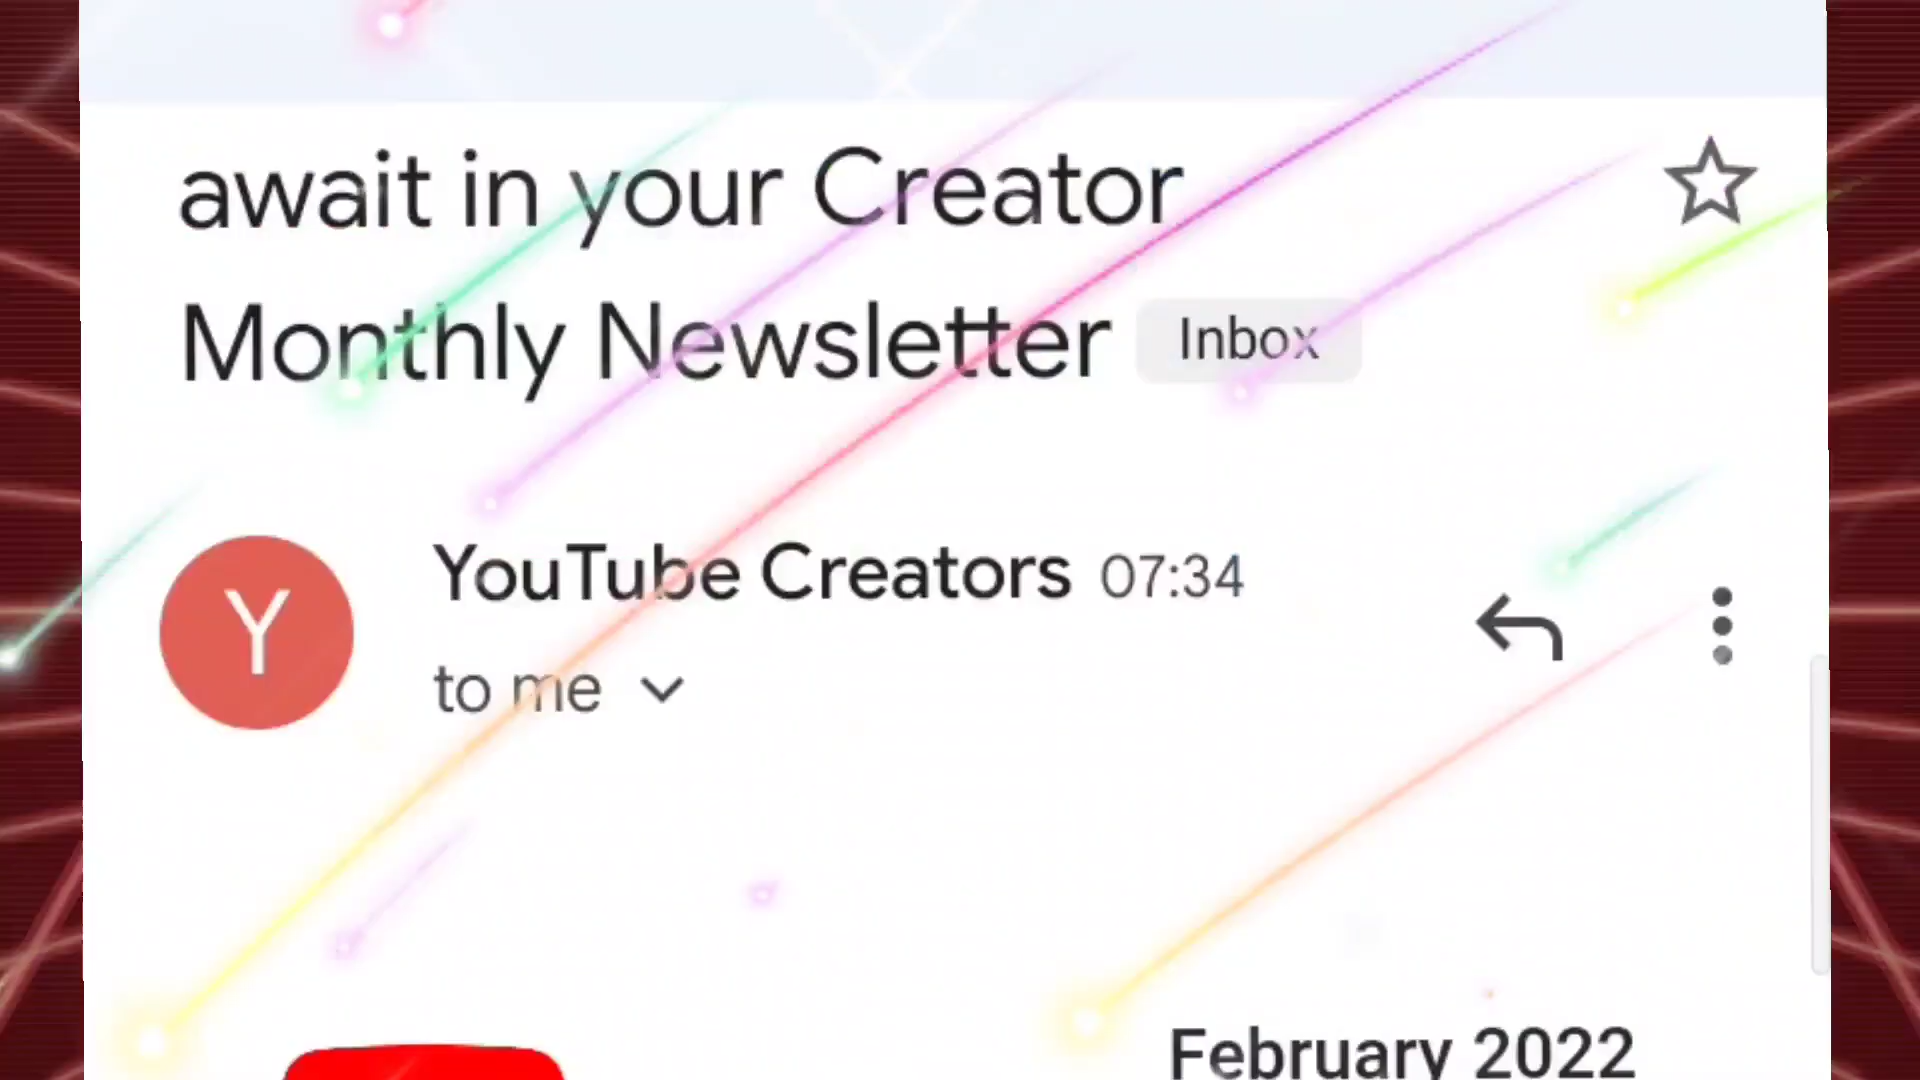 await in your Creator
Monthly Newsletter Inbox
Y
YouTube Creators 07:34
to me
February 2022